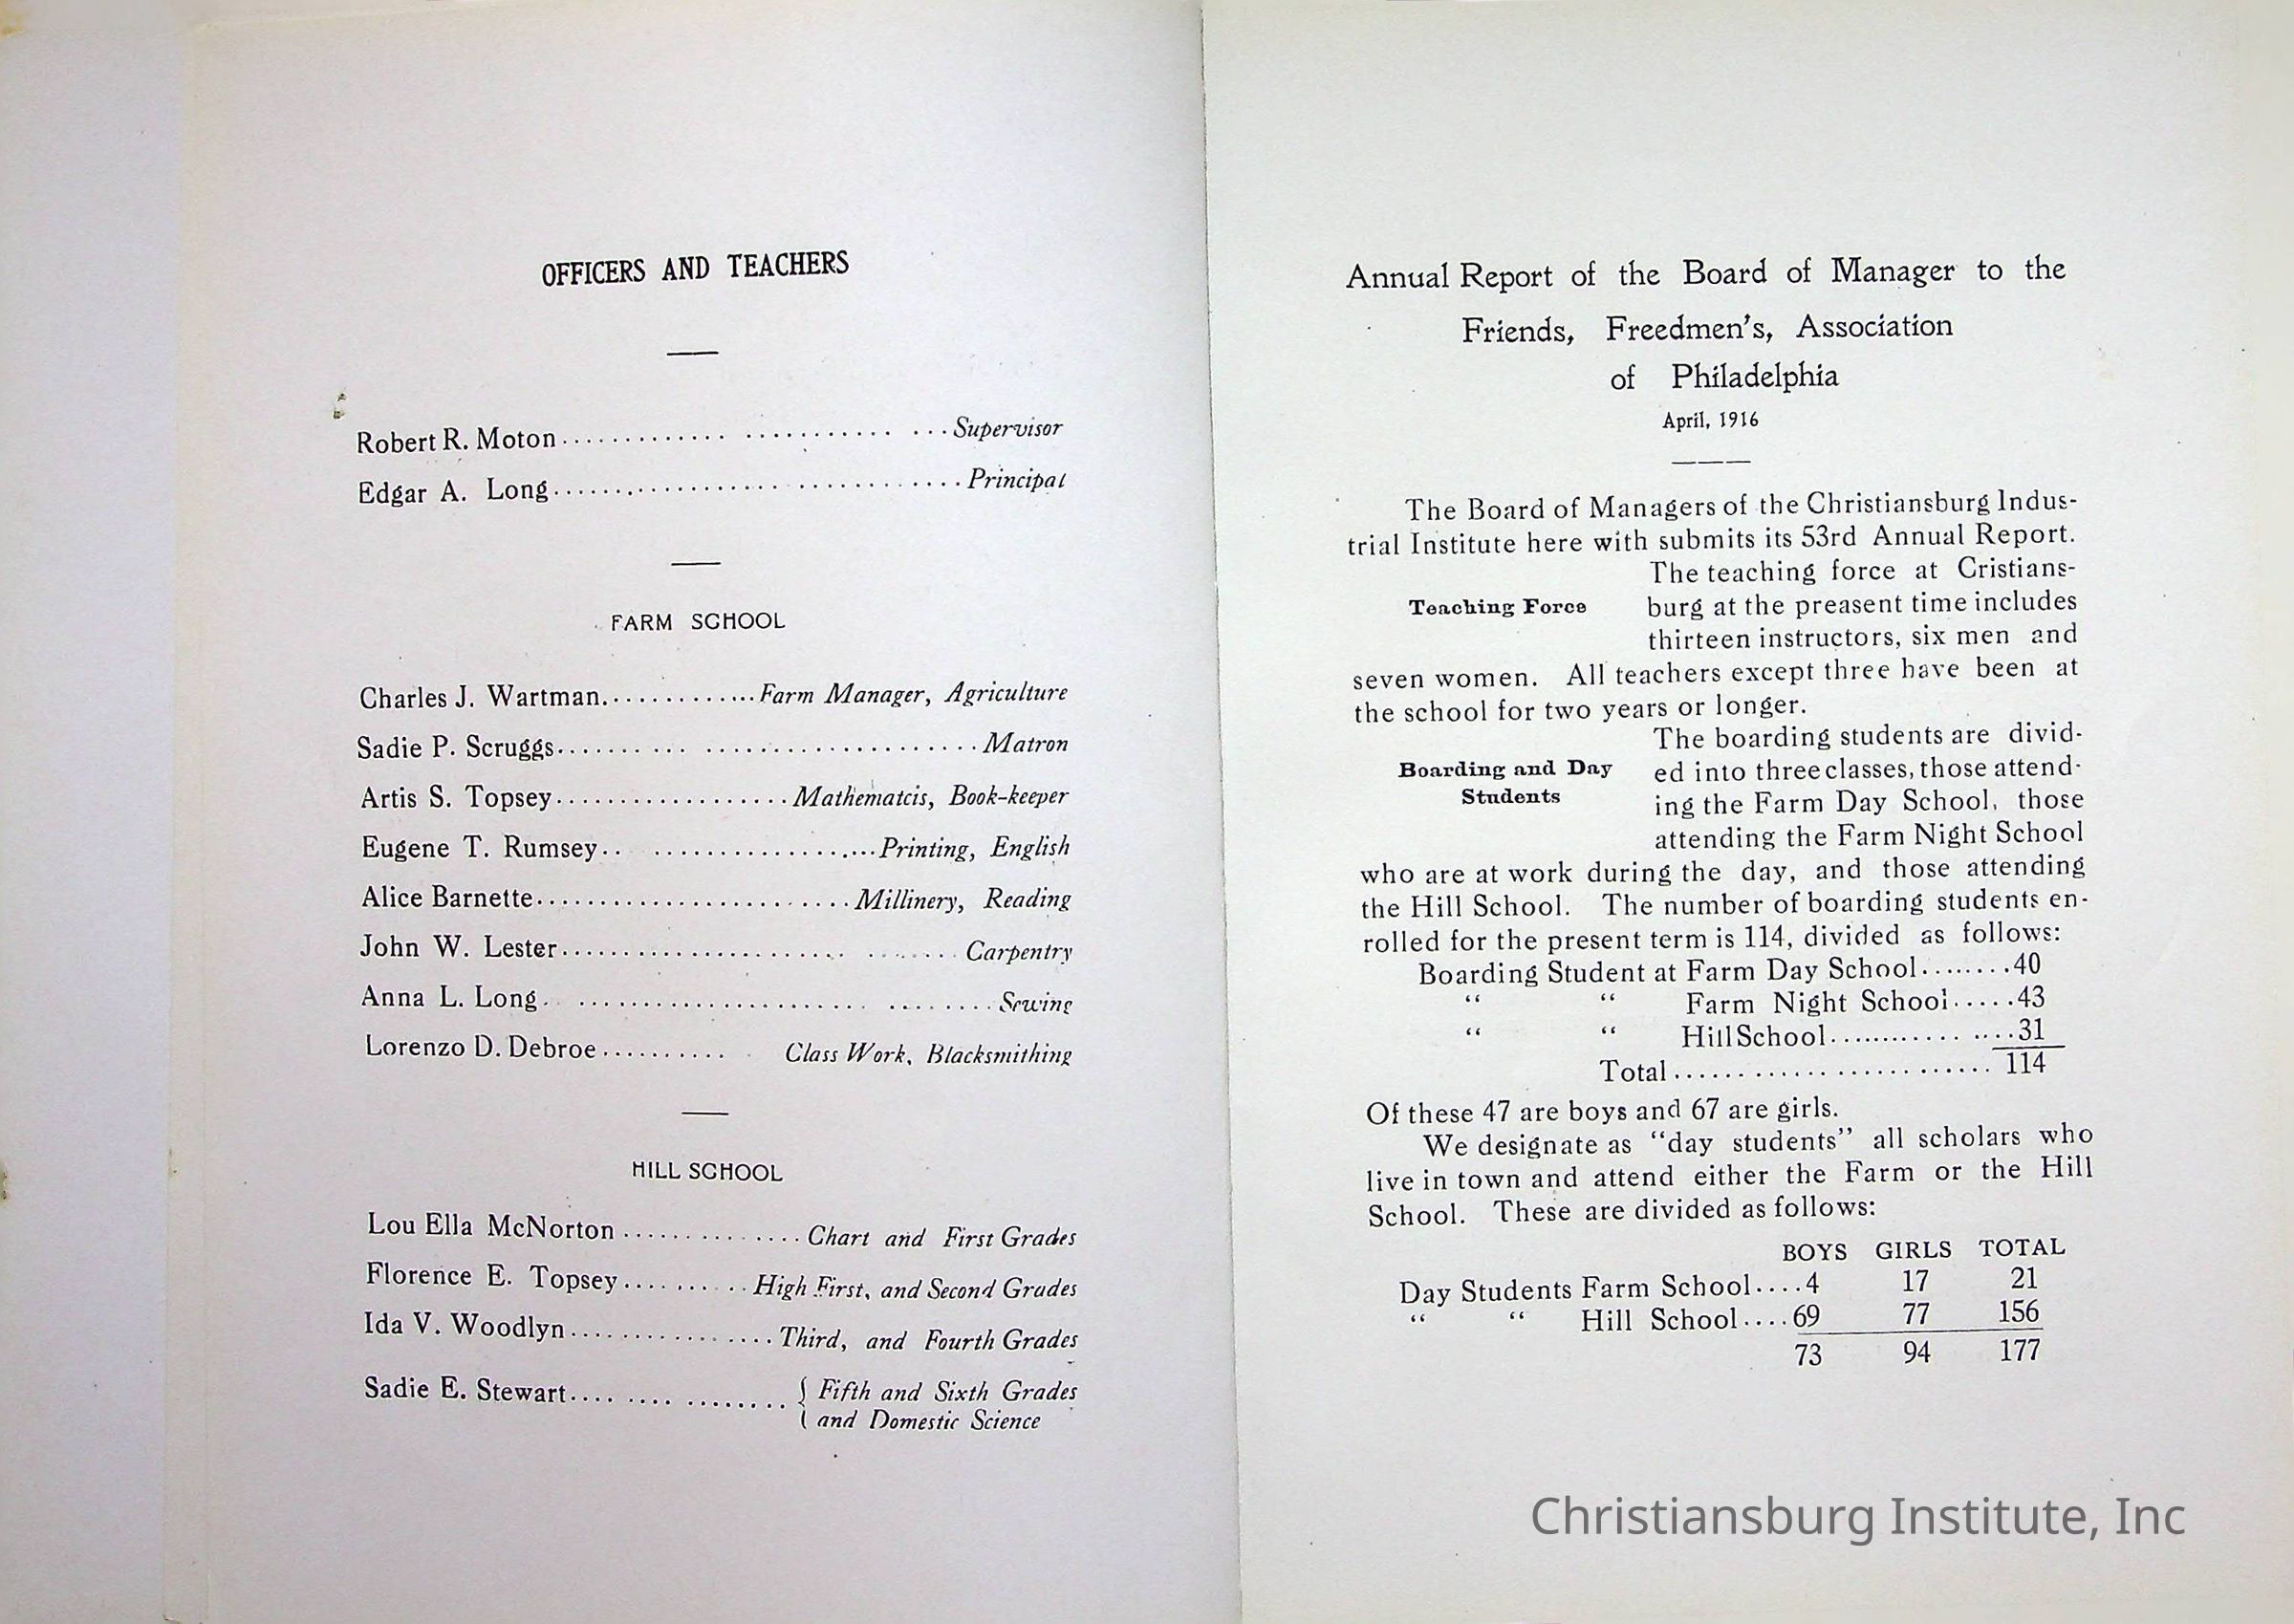 OFFICERS AND TEACHERS
Robert R. Moton............. ............ ...Supervisor
Edgar A. Long.................. .............Principal
FARM SCHOOL
Charles J. Wartman............Farm Manager, Agriculture
Sadie P. Scruggs........ ... ......................Matron
Artis S. Topsey...................Mathematcis, Book-keeper
Eugene T. Rumsey.. ..................Printing, English
Alice Barnette.........................Millinery, Reading
John W. Lester....................... ........Carpentry
Anna L. Long. ....................... .........Sewing
Lorenzo D. Debroe.......... . Class Work, Blacksmithing
HILL SCHOOL
Lou Ella McNorton...............Chart and First Grades
Florence E. Topsey..........High First, and Second Grades
Ida V. Woodlyn.................Third, and Fourth Grades
Sadie E. Stewart.... .... ........{ Fifth and Sixth Grades
and Domestic Science
Annual Report of the Board of Manager to the
Friends, Freedmen's, Association
of Philadelphia
April, 1916
The Board of Managers of the Christiansburg Indus-
trial Institute here with submits its 53rd Annual Report.
The teaching force at Cristians-
Teaching Force burg at the preasent time includes
thirteen instructors, six men and
seven women. All teachers except three have been at
the school for two years or longer.
The boarding students are divid-
Boarding and Day ed into three classes, those attend-
Students ing the Farm Day School, those
attending the Farm Night School
who are at work during the day, and those attending
the Hill School. The number of boarding students en-
rolled for the present term is 114, divided as follows:
Boarding Student at Farm Day School........40
“ “ Farm Night School.....43
“ “ Hill School............ ....31
Total.......................... 114
Of these 47 are boys and 67 are girls.
We designate as “day students” all scholars who
live in town and attend either the Farm or the Hill
School. These are divided as follows:
BOYS GIRLS TOTAL
Day Students Farm School....4 17 21
“ “ Hill School....69 77 156
73 94 177
Christiansburg Institute, Inc